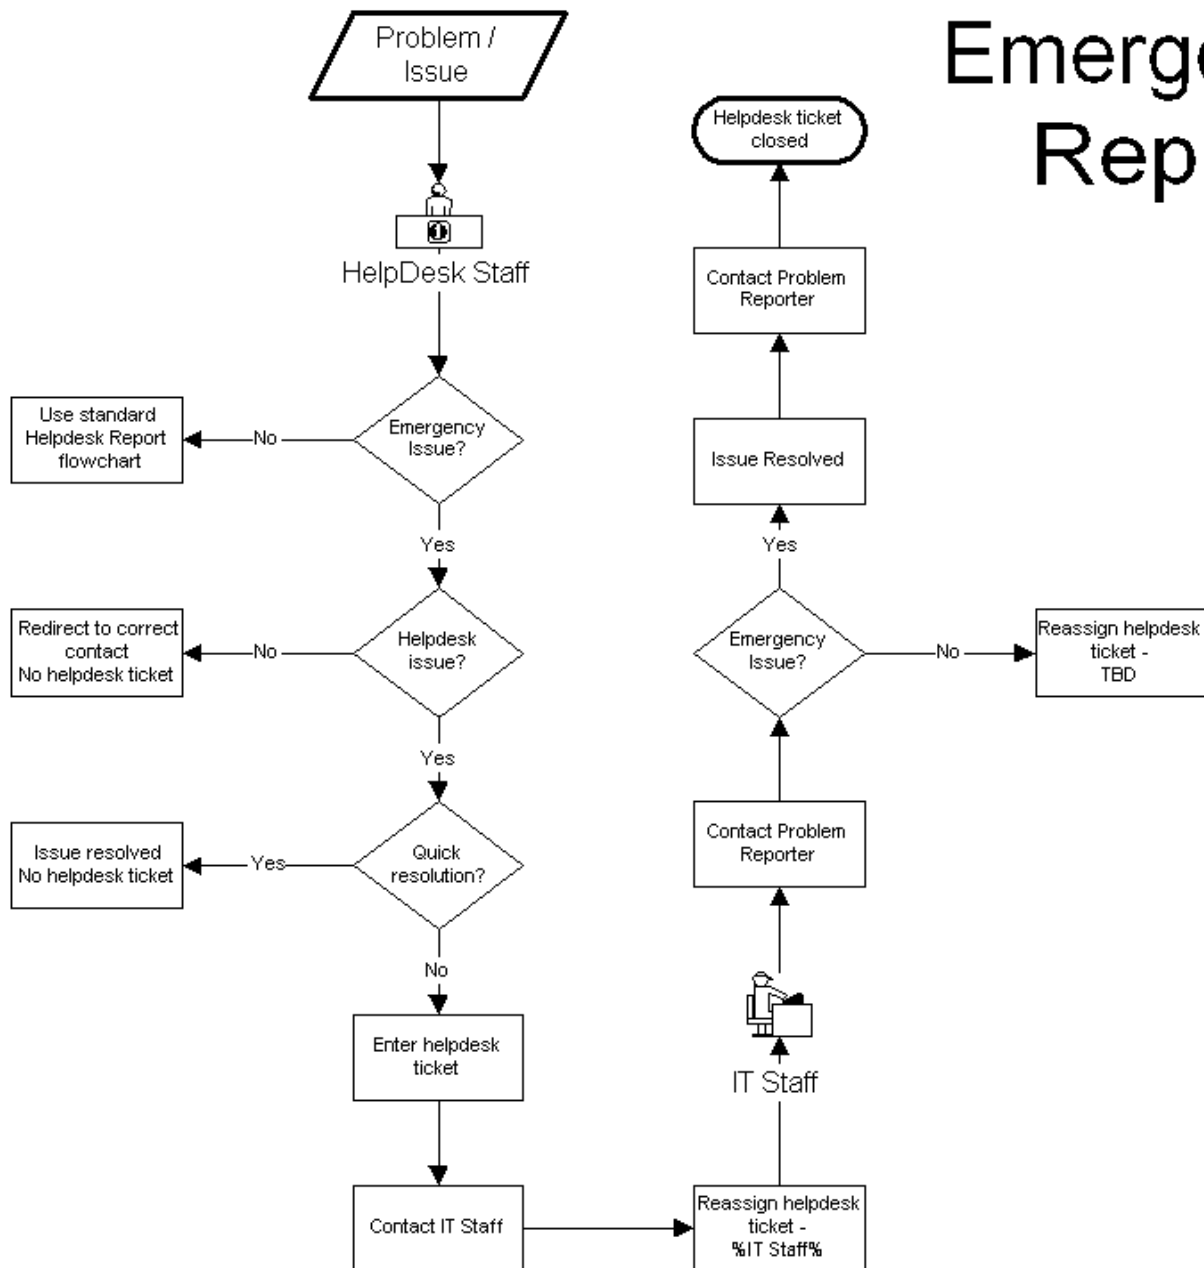 Problem /
Issue
HelpDesk Staff
Emergency
Issue?
No
Use standard
Helpdesk Report
flowchart
Yes
Helpdesk
issue?
No
Redirect to correct
contact
No helpdesk ticket
Yes
Quick
resolution?
Yes
Issue resolved
No helpdesk ticket
No
Enter helpdesk
ticket
Contact IT Staff
Reassign helpdesk
ticket -
%IT Staff%
IT Staff
Contact Problem
Reporter
Emergency
Issue?
No
Reassign helpdesk
ticket -
TBD
Yes
Issue Resolved
Contact Problem
Reporter
Helpdesk ticket
closed
Rep